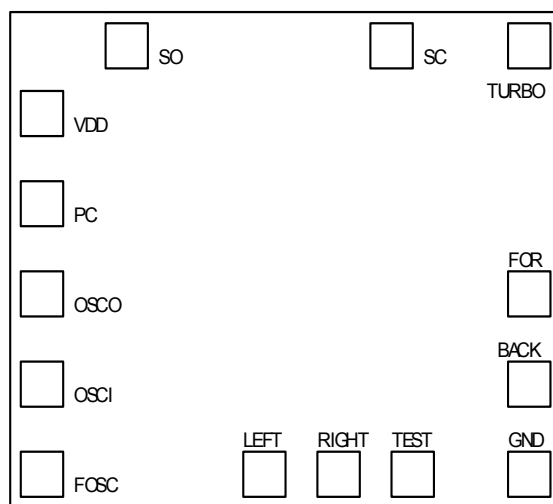 SO
SC
TURBO
VDD
PC
OSCO
FOR
OSCI
BACK
LEFT
RIGHT
TEST
GND
FOSC